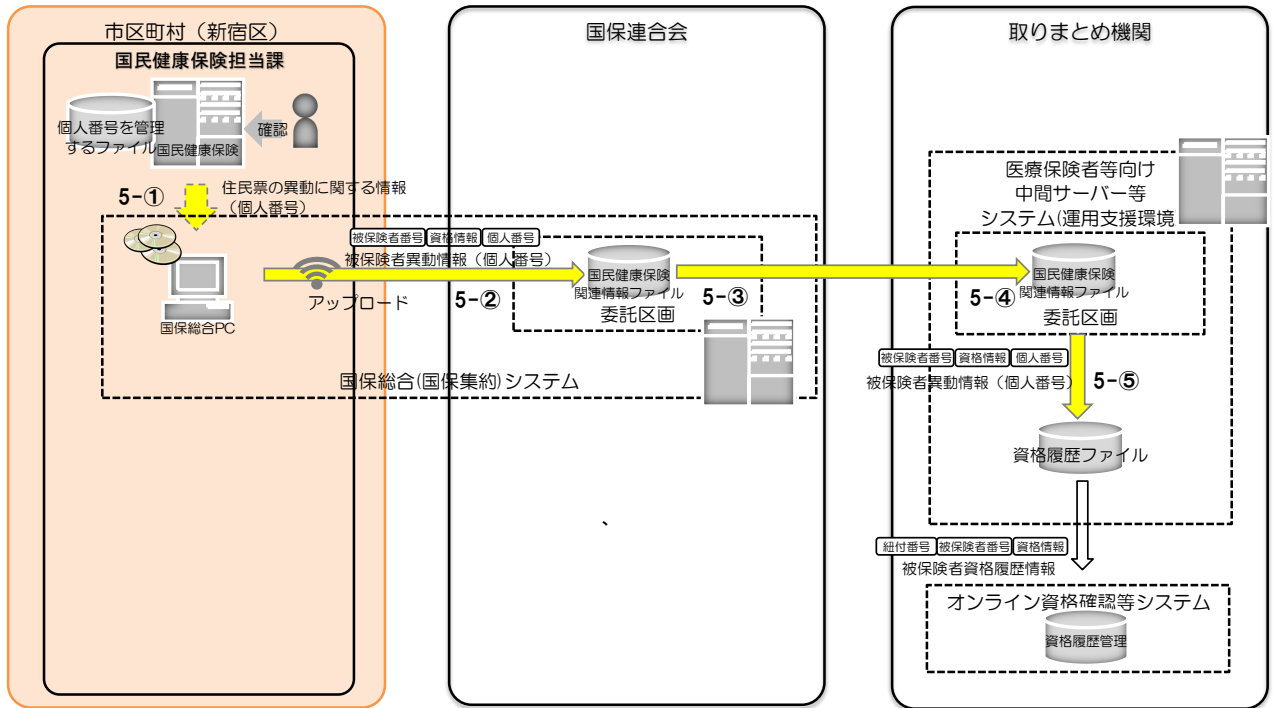 市区町村（新宿区）
国民健康保険担当課
個人番号を管理
するファイル
国民健康保険
確認
5-①
住民票の異動に関する情報
（個人番号）
国保総合PC
アップロード
被保険者番号 資格情報 個人番号
被保険者異動情報（個人番号）
5-②
国保総合(国保集約)システム
国保連合会
国民健康保険
関連情報ファイル
委託区画
5-③
、
取りまとめ機関
医療保険者等向け
中間サーバー等
システム(運用支援環境
国民健康保険
関連情報ファイル
5-④
委託区画
被保険者番号 資格情報 個人番号
被保険者異動情報（個人番号）
5-⑤
資格履歴ファイル
紐付番号 被保険者番号 資格情報
被保険者資格履歴情報
オンライン資格確認等システム
資格履歴管理